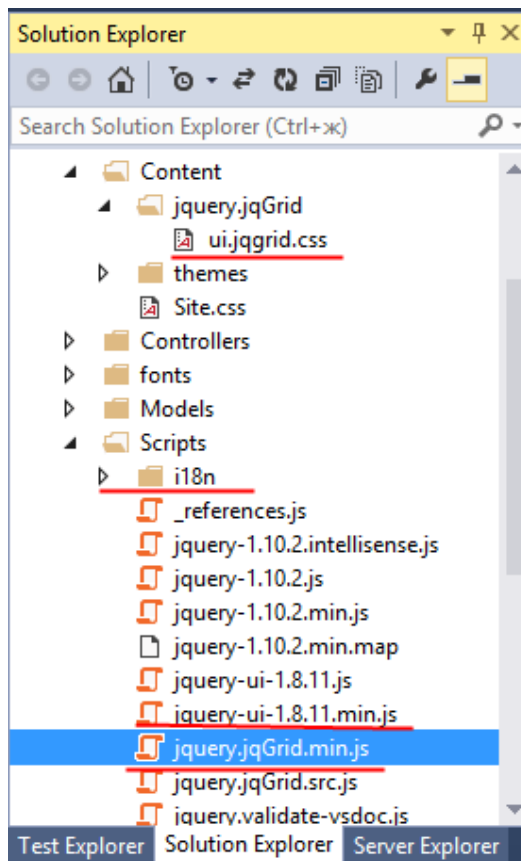 Solution Explorer
Search Solution Explorer (Ctrl+ж)
Content
jquery.jqGrid
ui.jqgrid.css
themes
Site.css
Controllers
fonts
Models
Scripts
i18n
_references.js
jquery-1.10.2.intellisense.js
jquery-1.10.2.js
jquery-1.10.2.min.js
jquery-1.10.2.min.map
jquery-ui-1.8.11.js
jquery-ui-1.8.11.min.js
jquery.jqGrid.min.js
jquery.jqGrid.src.js
jquery.validate-vsdoc.js
Test Explorer Solution Explorer Server Explorer